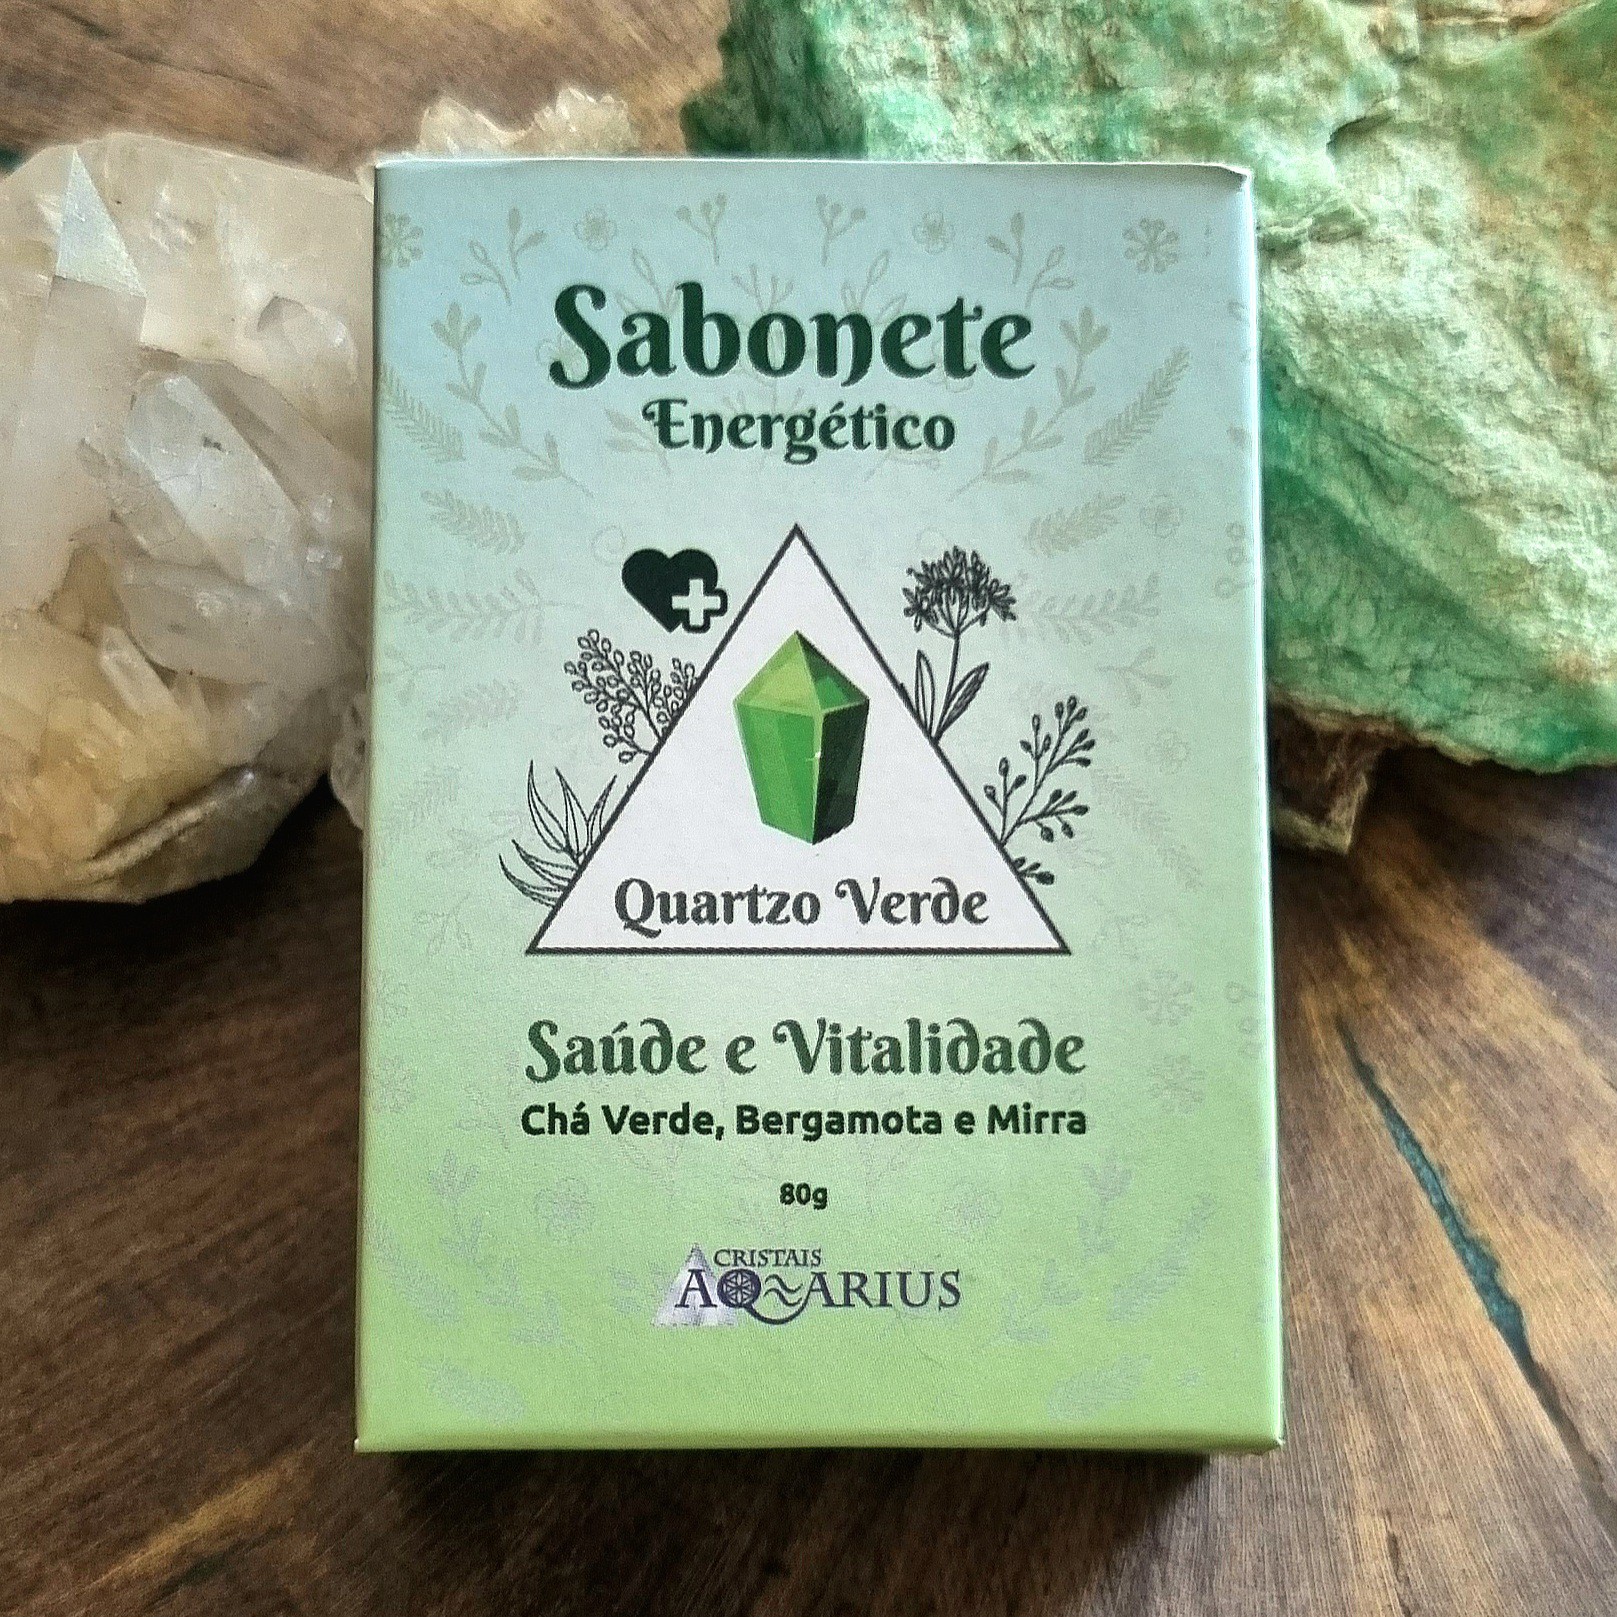 Sabonete
Energético
Quartzo Verde
Saúde e Vitalidade
Chá Verde, Bergamota e Mirra
80g
CRISTAIS
AQUARIUS